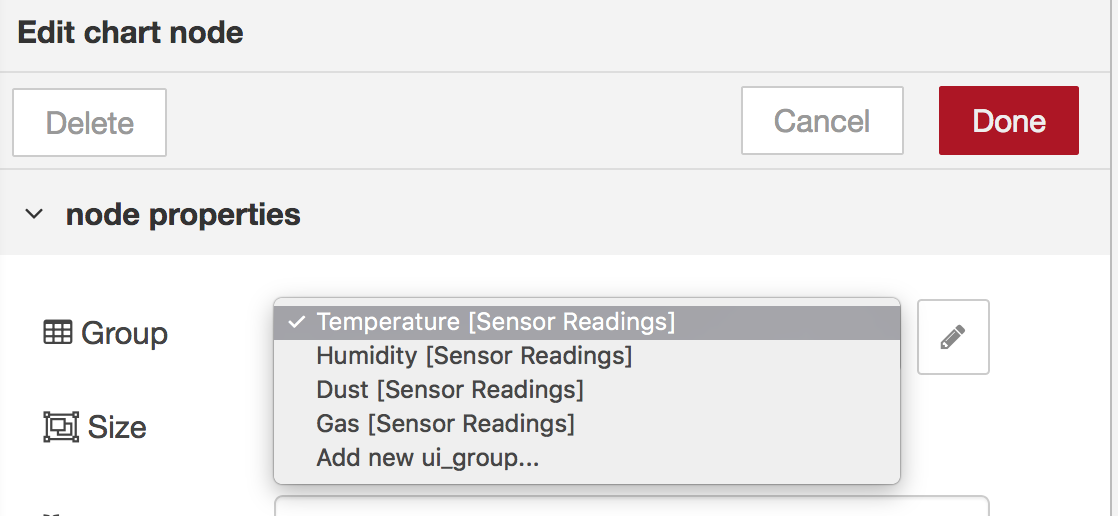 Edit chart node
Delete
Cancel
Done
node properties
Group
Temperature [Sensor Readings]
Humidity [Sensor Readings]
Dust [Sensor Readings]
Gas [Sensor Readings]
Add new ui_group...
Size